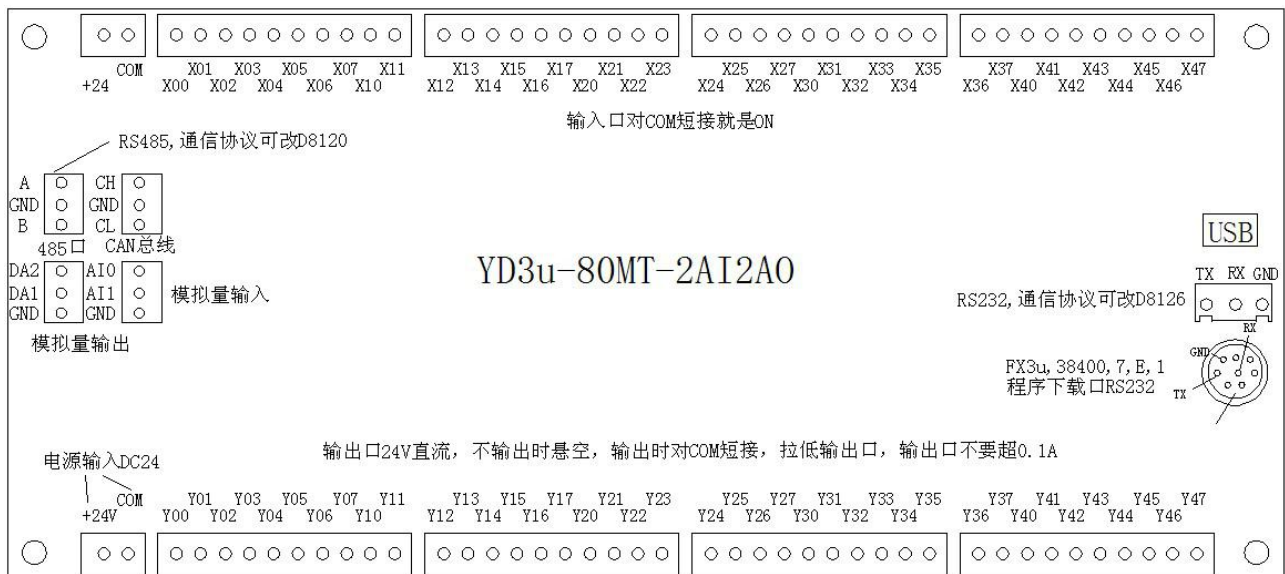 COM X01 X03 X05 X07 X11 X13 X15 X17 X21 X23 X25 X27 X31 X33 X35 X37 X41 X43 X45 X47
+24 X00 X02 X04 X06 X10 X12 X14 X16 X20 X22 X24 X26 X30 X32 X34 X36 X40 X42 X44 X46
输入口对COM短接就是ON
RS485,通信协议可改D8120
A CH
GND GND
B CL
485口 CAN总线
USB
YD3u-80MT-2AI2AO
DA2 AI0
DA1 AI1 模拟量输入
GND GND
模拟量输出
TX RX GND
RS232,通信协议可改D8126
RX
GND
FX3u,38400,7,E,1
程序下载口RS232
TX
输出口24V直流，不输出时悬空，输出时对COM短接，拉低输出口，输出口不要超0.1A
电源输入DC24
COM Y01 Y03 Y05 Y07 Y11 Y13 Y15 Y17 Y21 Y23 Y25 Y27 Y31 Y33 Y35 Y37 Y41 Y43 Y45 Y47
+24V Y00 Y02 Y04 Y06 Y10 Y12 Y14 Y16 Y20 Y22 Y24 Y26 Y30 Y32 Y34 Y36 Y40 Y42 Y44 Y46